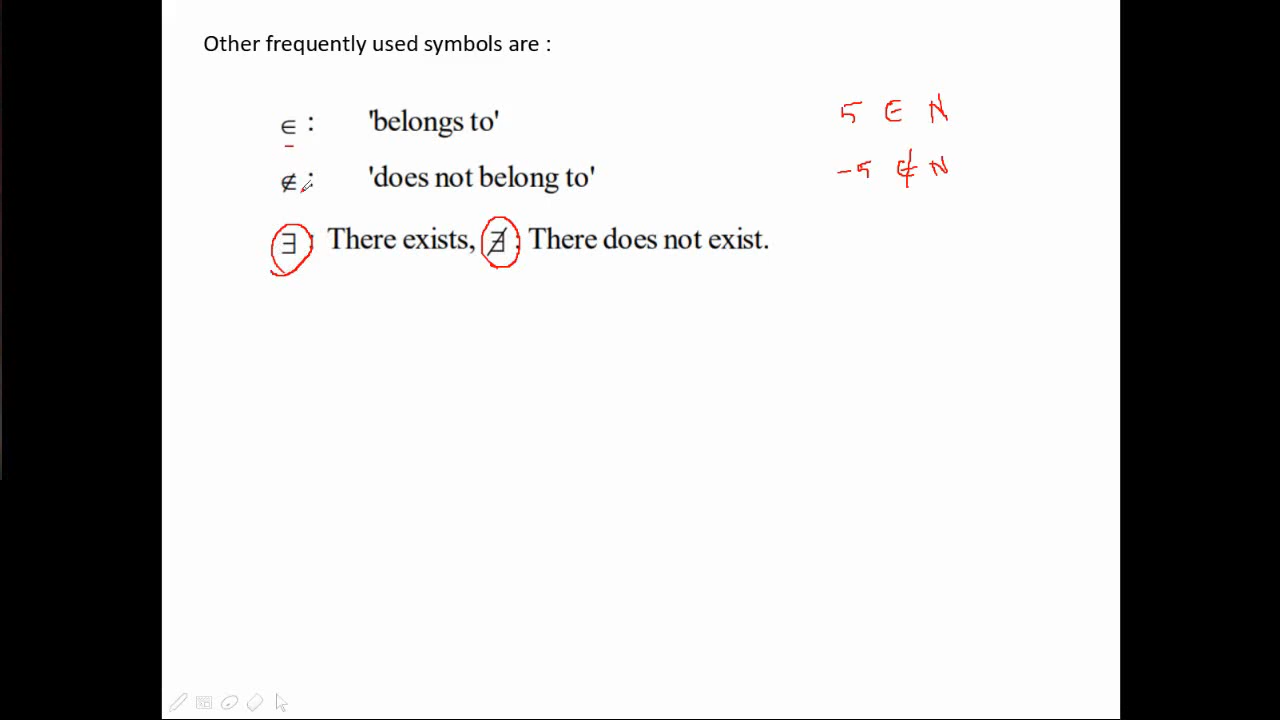 Other frequently used symbols are :
∈ : 'belongs to' 5 ∈ N
∉ : 'does not belong to' -5 ∉ N
∃ : There exists, ∄ : There does not exist.